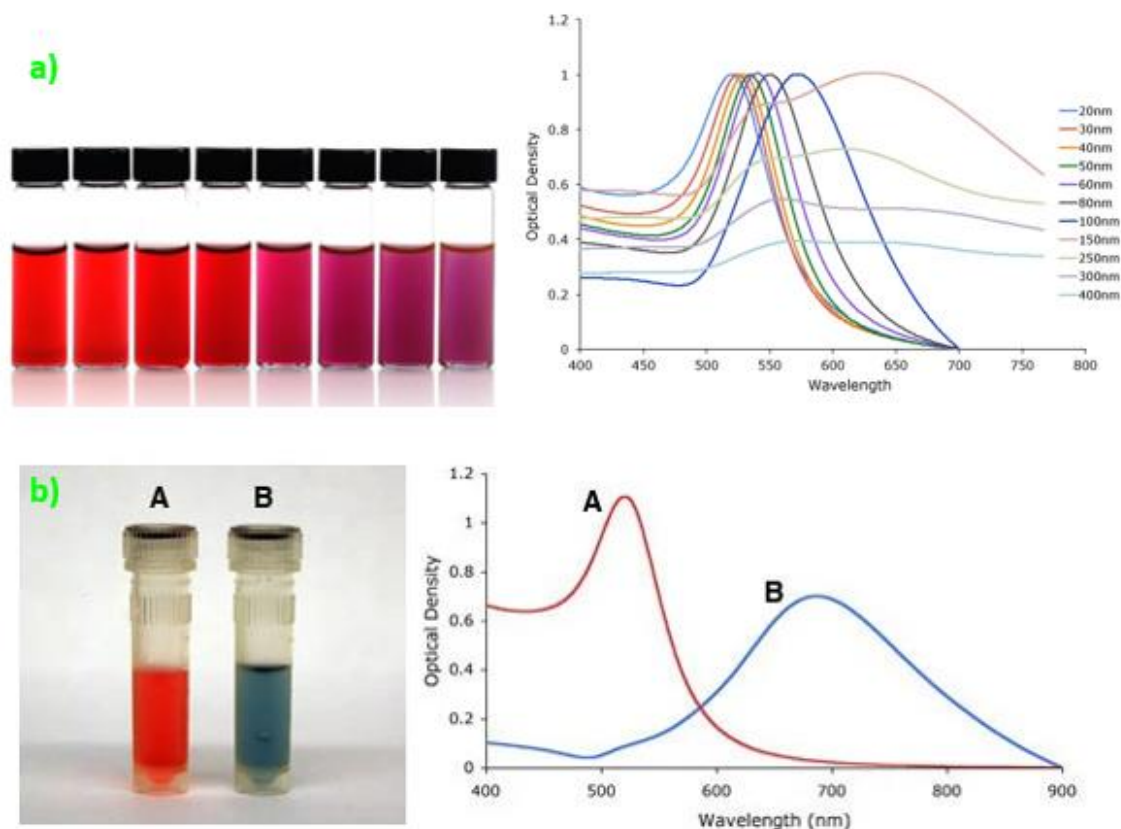 a)
1.2
1
0.8
0.6
0.4
0.2
0
Optical Density
400 450 500 550 600 650 700 750 800
Wavelength
20nm
30nm
40nm
50nm
60nm
80nm
100nm
150nm
250nm
300nm
400nm
b)
A B
1.2
1
0.8
0.6
0.4
0.2
0
Optical Density
A
B
400 500 600 700 800 900
Wavelength (nm)